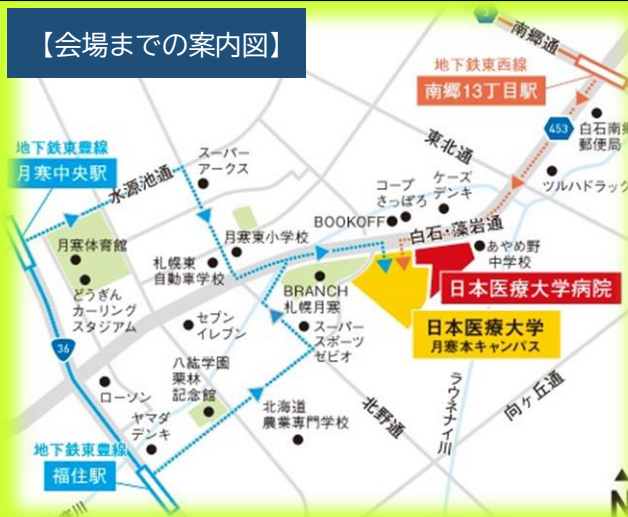 【会場までの案内図】
3
南郷通
地下鉄東西線
南郷13丁目駅
453
白石南郷
郵便局
東北通
ツルハドラッグ
地下鉄東豊線
月寒中央駅
水源池通
スーパー
アークス
コープ
さっぽろ
ケーズ
デンキ
BOOKOFF
白石・藻岩通
月寒体育館
月寒東小学校
あやめ野
中学校
札幌東
自動車学校
どうぎん
カーリング
スタジアム
BRANCH
札幌月寒
日本医療大学病院
セブン
イレブン
スーパー
スポーツ
ゼビオ
日本医療大学
月寒本キャンパス
36
八紘学園
栗林
記念館
ローソン
ヤマダ
デンキ
北海道
農業専門学校
北野通
ラウネナイ川
向ヶ丘通
地下鉄東豊線
福住駅
N